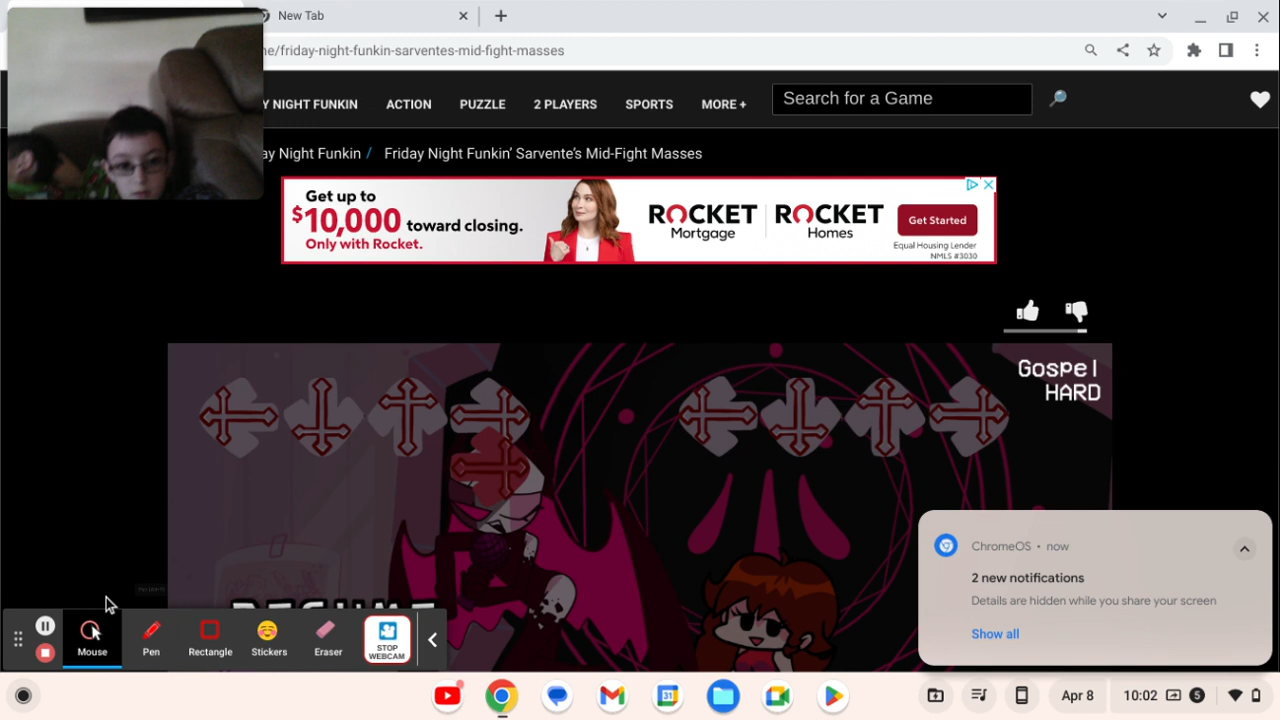 New Tab
ne/friday-night-funkin-sarventes-mid-fight-masses
Y NIGHT FUNKIN
ACTION
PUZZLE
2 PLAYERS
SPORTS
MORE +
Search for a Game
ay Night Funkin / Friday Night Funkin' Sarvente's Mid-Fight Masses
Get up to
$10,000 toward closing.
Only with Rocket.
ROCKET
Mortgage
ROCKET
Homes
Get Started
Equal Housing Lender
NMLS #3030
Gospel
HARD
RESUME
ChromeOS • now
2 new notifications
Details are hidden while you share your screen
Show all
Mouse
Pen
Rectangle
Stickers
Eraser
STOP
WEBCAM
31
Apr 8
10:02
5